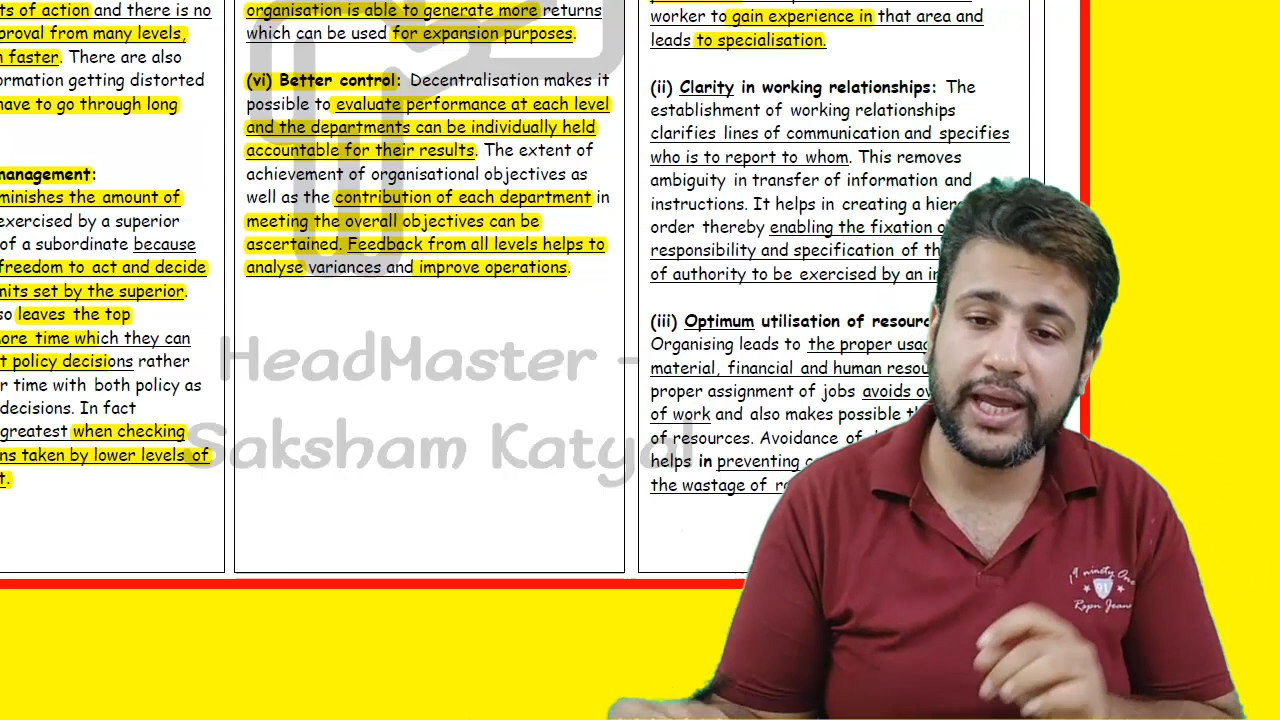 ts of action and there is no
proval from many levels,
n faster. There are also
ormation getting distorted
have to go through long
management:
minishes the amount of
exercised by a superior
of a subordinate because
freedom to act and decide
mits set by the superior.
so leaves the top
ore time which they can
t policy decisions rather
r time with both policy as
decisions. In fact
greatest when checking
ns taken by lower levels of
t.
organisation is able to generate more returns
which can be used for expansion purposes.
(vi) Better control: Decentralisation makes it
possible to evaluate performance at each level
and the departments can be individually held
accountable for their results. The extent of
achievement of organisational objectives as
well as the contribution of each department in
meeting the overall objectives can be
ascertained. Feedback from all levels helps to
analyse variances and improve operations.
worker to gain experience in that area and
leads to specialisation.
(ii) Clarity in working relationships: The
establishment of working relationships
clarifies lines of communication and specifies
who is to report to whom. This removes
ambiguity in transfer of information and
instructions. It helps in creating a
order thereby enabling the fixation
responsibility and specification of
of authority to be exercised by an
(iii) Optimum utilisation of
Organising leads to the proper
material, financial and human
proper assignment of jobs avoids
of work and also makes possible
of resources. Avoidance of
helps in preventing
the wastage of
HeadMaster -
Saksham Katyal
91